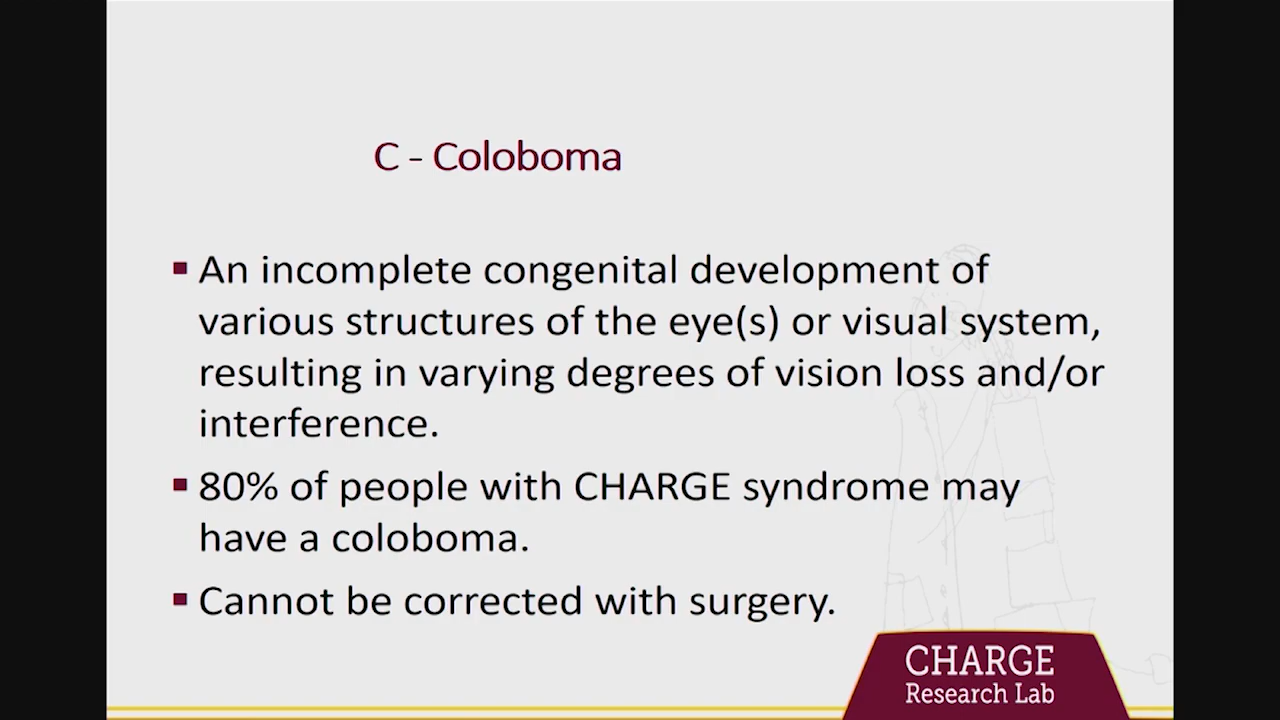 C - Coloboma
An incomplete congenital development of
various structures of the eye(s) or visual system,
resulting in varying degrees of vision loss and/or
interference.
80% of people with CHARGE syndrome may
have a coloboma.
Cannot be corrected with surgery.
CHARGE
Research Lab